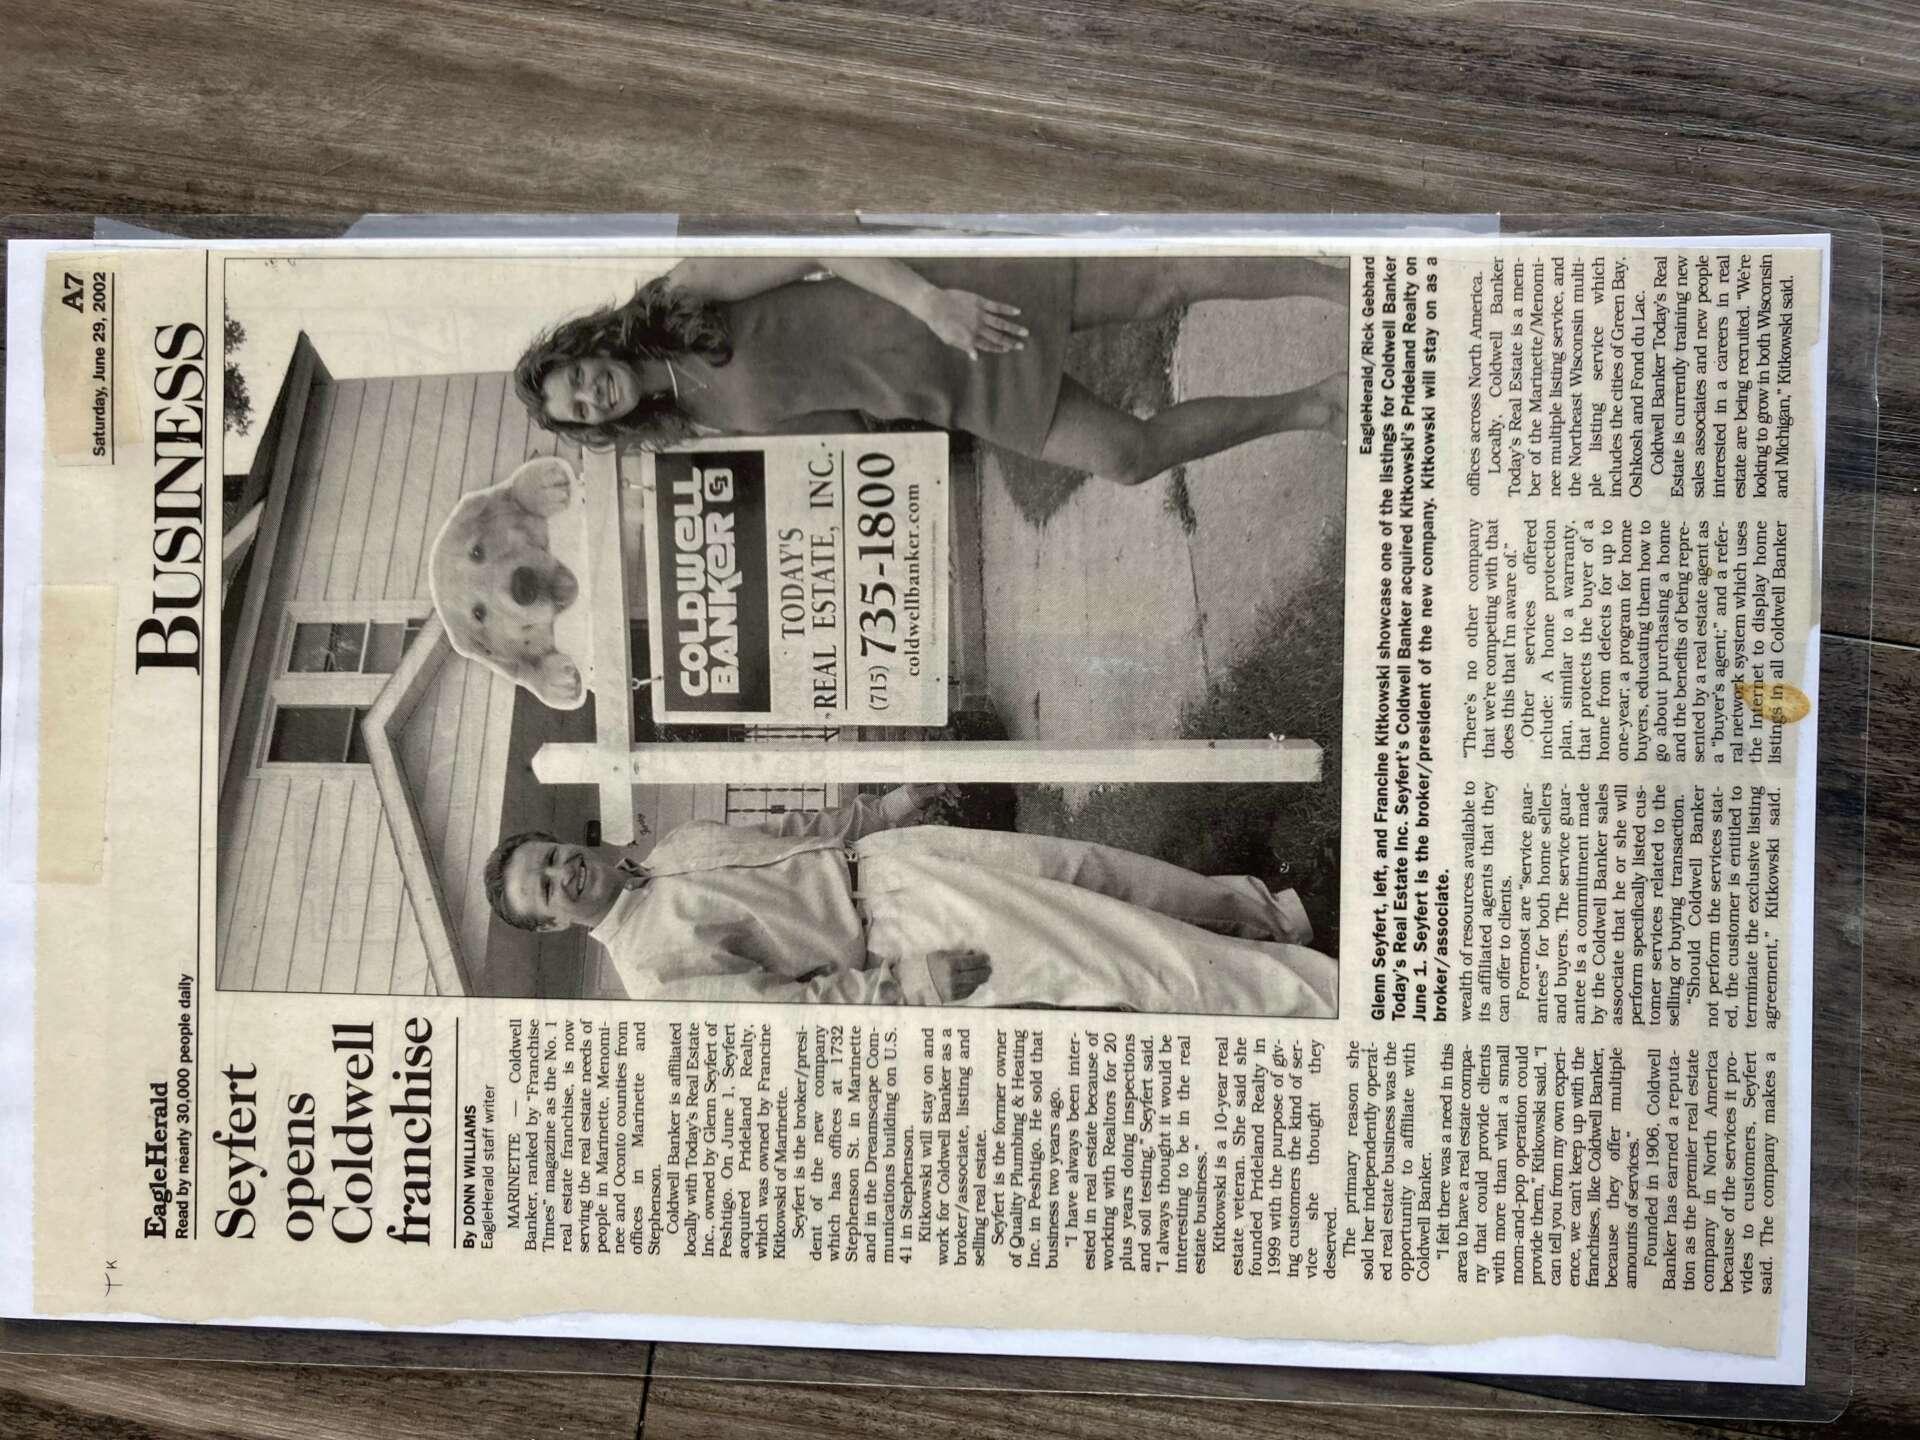 EagleHerald
Read by nearly 30,000 people daily
BUSINESS
A7
Saturday, June 29, 2002
Seyfert
opens
Coldwell
franchise
By DONN WILLIAMS
EagleHerald staff writer
MARINETTE — Coldwell
Banker, ranked by "Franchise
Times" magazine as the No. 1
real estate franchise, is now
serving the real estate needs of
people in Marinette, Menomi-
nee and Oconto counties from
offices in Marinette and
Stephenson.
Coldwell Banker is affiliated
locally with Today's Real Estate
Inc., owned by Glenn Seyfert of
Peshtigo. On June 1, Seyfert
acquired Prideland Realty,
which was owned by Francine
Kitkowski of Marinette.
Seyfert is the broker/presi-
dent of the new company
which has offices at 1732
Stephenson St. in Marinette
and in the Dreamscape Com-
munications building on U.S.
41 in Stephenson.
Kitkowski will stay on and
work for Coldwell Banker as a
broker/associate, listing and
selling real estate.
Seyfert is the former owner
of Quality Plumbing & Heating
Inc. in Peshtigo. He sold that
business two years ago.
"I have always been inter-
ested in real estate because of
working with Realtors for 20
plus years doing inspections
and soil testing," Seyfert said.
"I always thought it would be
interesting to be in the real
estate business."
Kitkowski is a 10-year real
estate veteran. She said she
founded Prideland Realty in
1999 with the purpose of giv-
ing customers the kind of ser-
vice she thought they
deserved.
The primary reason she
sold her independently operat-
ed real estate business was the
opportunity to affiliate with
Coldwell Banker.
"I felt there was a need in this
area to have a real estate compa-
ny that could provide clients
with more than what a small
mom-and-pop operation could
provide them," Kitkowski said. "I
can tell you from my own experi-
ence, we can't keep up with the
franchises, like Coldwell Banker,
because they offer multiple
amounts of services."
Founded in 1906, Coldwell
Banker has earned a reputa-
tion as the premier real estate
company in North America
because of the services it pro-
vides to customers, Seyfert
said. The company makes a
COLDWELL
BANKER CB
TODAY'S
REAL ESTATE, INC.
(715) 735-1800
coldwellbanker.com
EagleHerald/Rick Gebhard
Glenn Seyfert, left, and Francine Kitkowski showcase one of the listings for Coldwell Banker
Today's Real Estate Inc. Seyfert's Coldwell Banker acquired Kitkowski's Prideland Realty on
June 1. Seyfert is the broker/president of the new company. Kitkowski will stay on as a
broker/associate.
wealth of resources available to
its affiliated agents that they
can offer to clients.
Foremost are "service guar-
antees" for both home sellers
and buyers. The service guar-
antee is a commitment made
by the Coldwell Banker sales
associate that he or she will
perform specifically listed cus-
tomer services related to the
selling or buying transaction.
"Should Coldwell Banker
not perform the services stat-
ed, the customer is entitled to
terminate the exclusive listing
agreement," Kitkowski said.
"There's no other company
that we're competing with that
does this that I'm aware of."
Other services offered
include: A home protection
plan, similar to a warranty,
that protects the buyer of a
home from defects for up to
one-year; a program for home
buyers, educating them how to
go about purchasing a home
and the benefits of being repre-
sented by a real estate agent as
a "buyer's agent;" and a refer-
ral network system which uses
the Internet to display home
listings in all Coldwell Banker
offices across North America.
Locally, Coldwell Banker
Today's Real Estate is a mem-
ber of the Marinette/Menomi-
nee multiple listing service, and
the Northeast Wisconsin multi-
ple listing service which
includes the cities of Green Bay,
Oshkosh and Fond du Lac.
Coldwell Banker Today's Real
Estate is currently training new
sales associates and new people
interested in a careers in real
estate are being recruited. "We're
looking to grow in both Wisconsin
and Michigan," Kitkowski said.